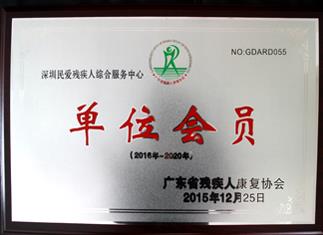 NO:GDARD055
深圳民爱残疾人综合服务中心
单位会员
(2016年-2020年)
广东省残疾人康复协会
2015年12月25日